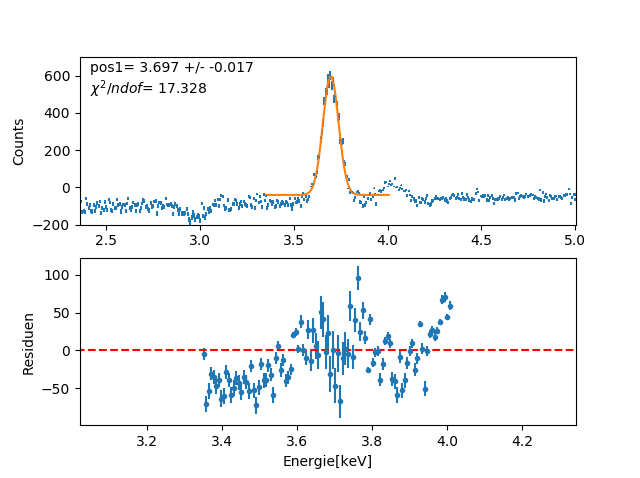 pos1= 3.697 +/- -0.017
χ²/ndof= 17.328
Counts
600
400
200
0
−200
2.5 3.0 3.5 4.0 4.5 5.0
Residuen
100
50
0
−50
3.2 3.4 3.6 3.8 4.0 4.2
Energie[keV]